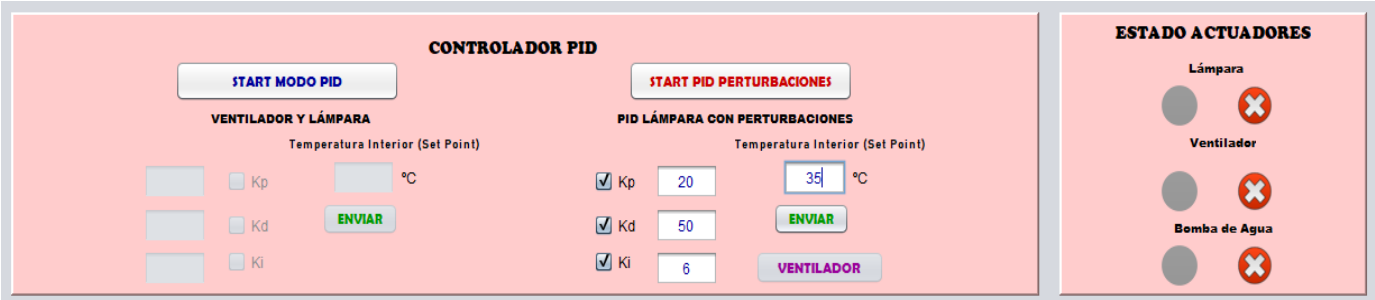 CONTROLADOR PID
START MODO PID
VENTILADOR Y LÁMPARA
Temperatura Interior (Set Point)
Kp
ºC
Kd
ENVIAR
Ki
START PID PERTURBACIONES
PID LÁMPARA CON PERTURBACIONES
Temperatura Interior (Set Point)
Kp 20 35 ºC
Kd 50 ENVIAR
Ki 6 VENTILADOR
ESTADO ACTUADORES
Lámpara
Ventilador
Bomba de Agua